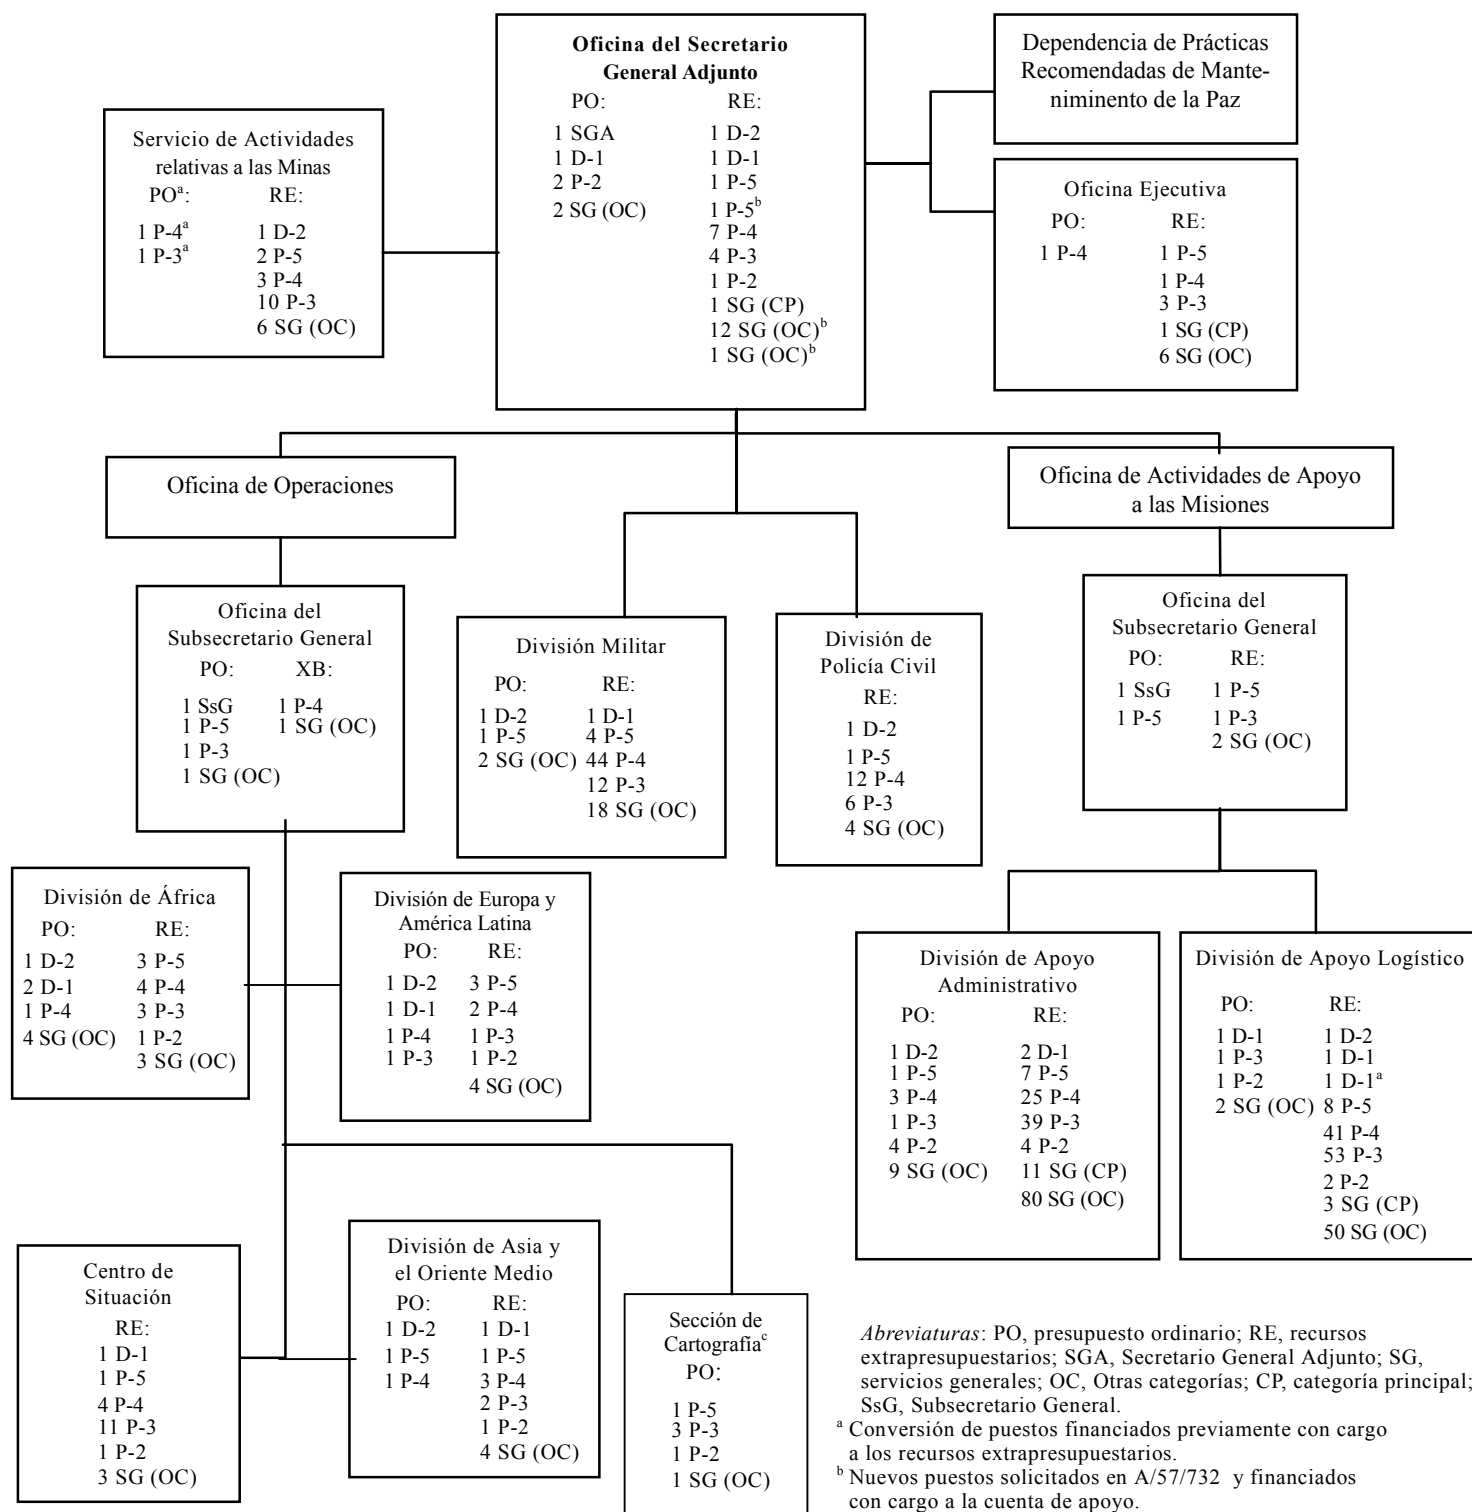 Oficina del Secretario
General Adjunto
PO: RE:
1 SGA 1 D-2
1 D-1 1 D-1
2 P-2 1 P-5
2 SG (OC) 1 P-5ᵇ
7 P-4
4 P-3
1 P-2
1 SG (CP)
12 SG (OC)ᵇ
1 SG (OC)ᵇ
Dependencia de Prácticas
Recomendadas de Mante-
niminento de la Paz
Servicio de Actividades
relativas a las Minas
POᵃ: RE:
1 P-4ᵃ 1 D-2
1 P-3ᵃ 2 P-5
3 P-4
10 P-3
6 SG (OC)
Oficina Ejecutiva
PO: RE:
1 P-4 1 P-5
1 P-4
3 P-3
1 SG (CP)
6 SG (OC)
Oficina de Operaciones
Oficina de Actividades de Apoyo
a las Misiones
Oficina del
Subsecretario General
PO: XB:
1 SsG 1 P-4
1 P-5 1 SG (OC)
1 P-3
1 SG (OC)
División Militar
PO: RE:
1 D-2 1 D-1
1 P-5 4 P-5
2 SG (OC) 44 P-4
12 P-3
18 SG (OC)
División de
Policía Civil
RE:
1 D-2
1 P-5
12 P-4
6 P-3
4 SG (OC)
Oficina del
Subsecretario General
PO: RE:
1 SsG 1 P-5
1 P-5 1 P-3
2 SG (OC)
División de África
PO: RE:
1 D-2 3 P-5
2 D-1 4 P-4
1 P-4 3 P-3
4 SG (OC) 1 P-2
3 SG (OC)
División de Europa y
América Latina
PO: RE:
1 D-2 3 P-5
1 D-1 2 P-4
1 P-4 1 P-3
1 P-3 1 P-2
4 SG (OC)
División de Apoyo
Administrativo
PO: RE:
1 D-2 2 D-1
1 P-5 7 P-5
3 P-4 25 P-4
1 P-3 39 P-3
4 P-2 4 P-2
9 SG (OC) 11 SG (CP)
80 SG (OC)
División de Apoyo Logístico
PO: RE:
1 D-1 1 D-2
1 P-3 1 D-1
1 P-2 1 D-1ᵃ
2 SG (OC) 8 P-5
41 P-4
53 P-3
2 P-2
3 SG (CP)
50 SG (OC)
Centro de
Situación
RE:
1 D-1
1 P-5
4 P-4
11 P-3
1 P-2
3 SG (OC)
División de Asia y
el Oriente Medio
PO: RE:
1 D-2 1 D-1
1 P-5 1 P-5
1 P-4 3 P-4
2 P-3
1 P-2
4 SG (OC)
Sección de
Cartografíaᶜ
PO:
1 P-5
3 P-3
1 P-2
1 SG (OC)
Abreviaturas: PO, presupuesto ordinario; RE, recursos
extrapresupuestarios; SGA, Secretario General Adjunto; SG,
servicios generales; OC, Otras categorías; CP, categoría principal;
SsG, Subsecretario General.
ᵃ Conversión de puestos financiados previamente con cargo
a los recursos extrapresupuestarios.
ᵇ Nuevos puestos solicitados en A/57/732 y financiados
con cargo a la cuenta de apoyo.